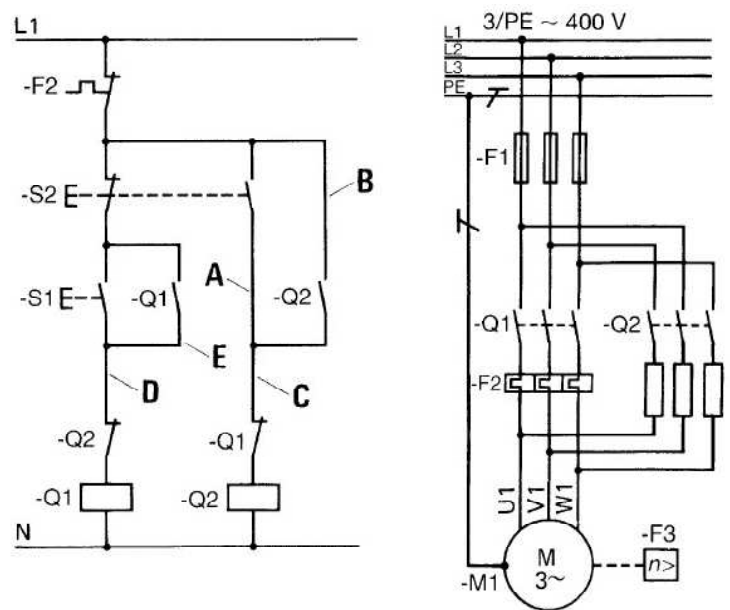 L1
-F2
-S2
B
A
-S1
-Q1
-Q2
E
D
C
-Q2
-Q1
-Q1
-Q2
N
3/PE ~ 400 V
L1
L2
L3
PE
-F1
-Q1
-Q2
-F2
U1
V1
W1
M
3~
-M1
-F3
n>